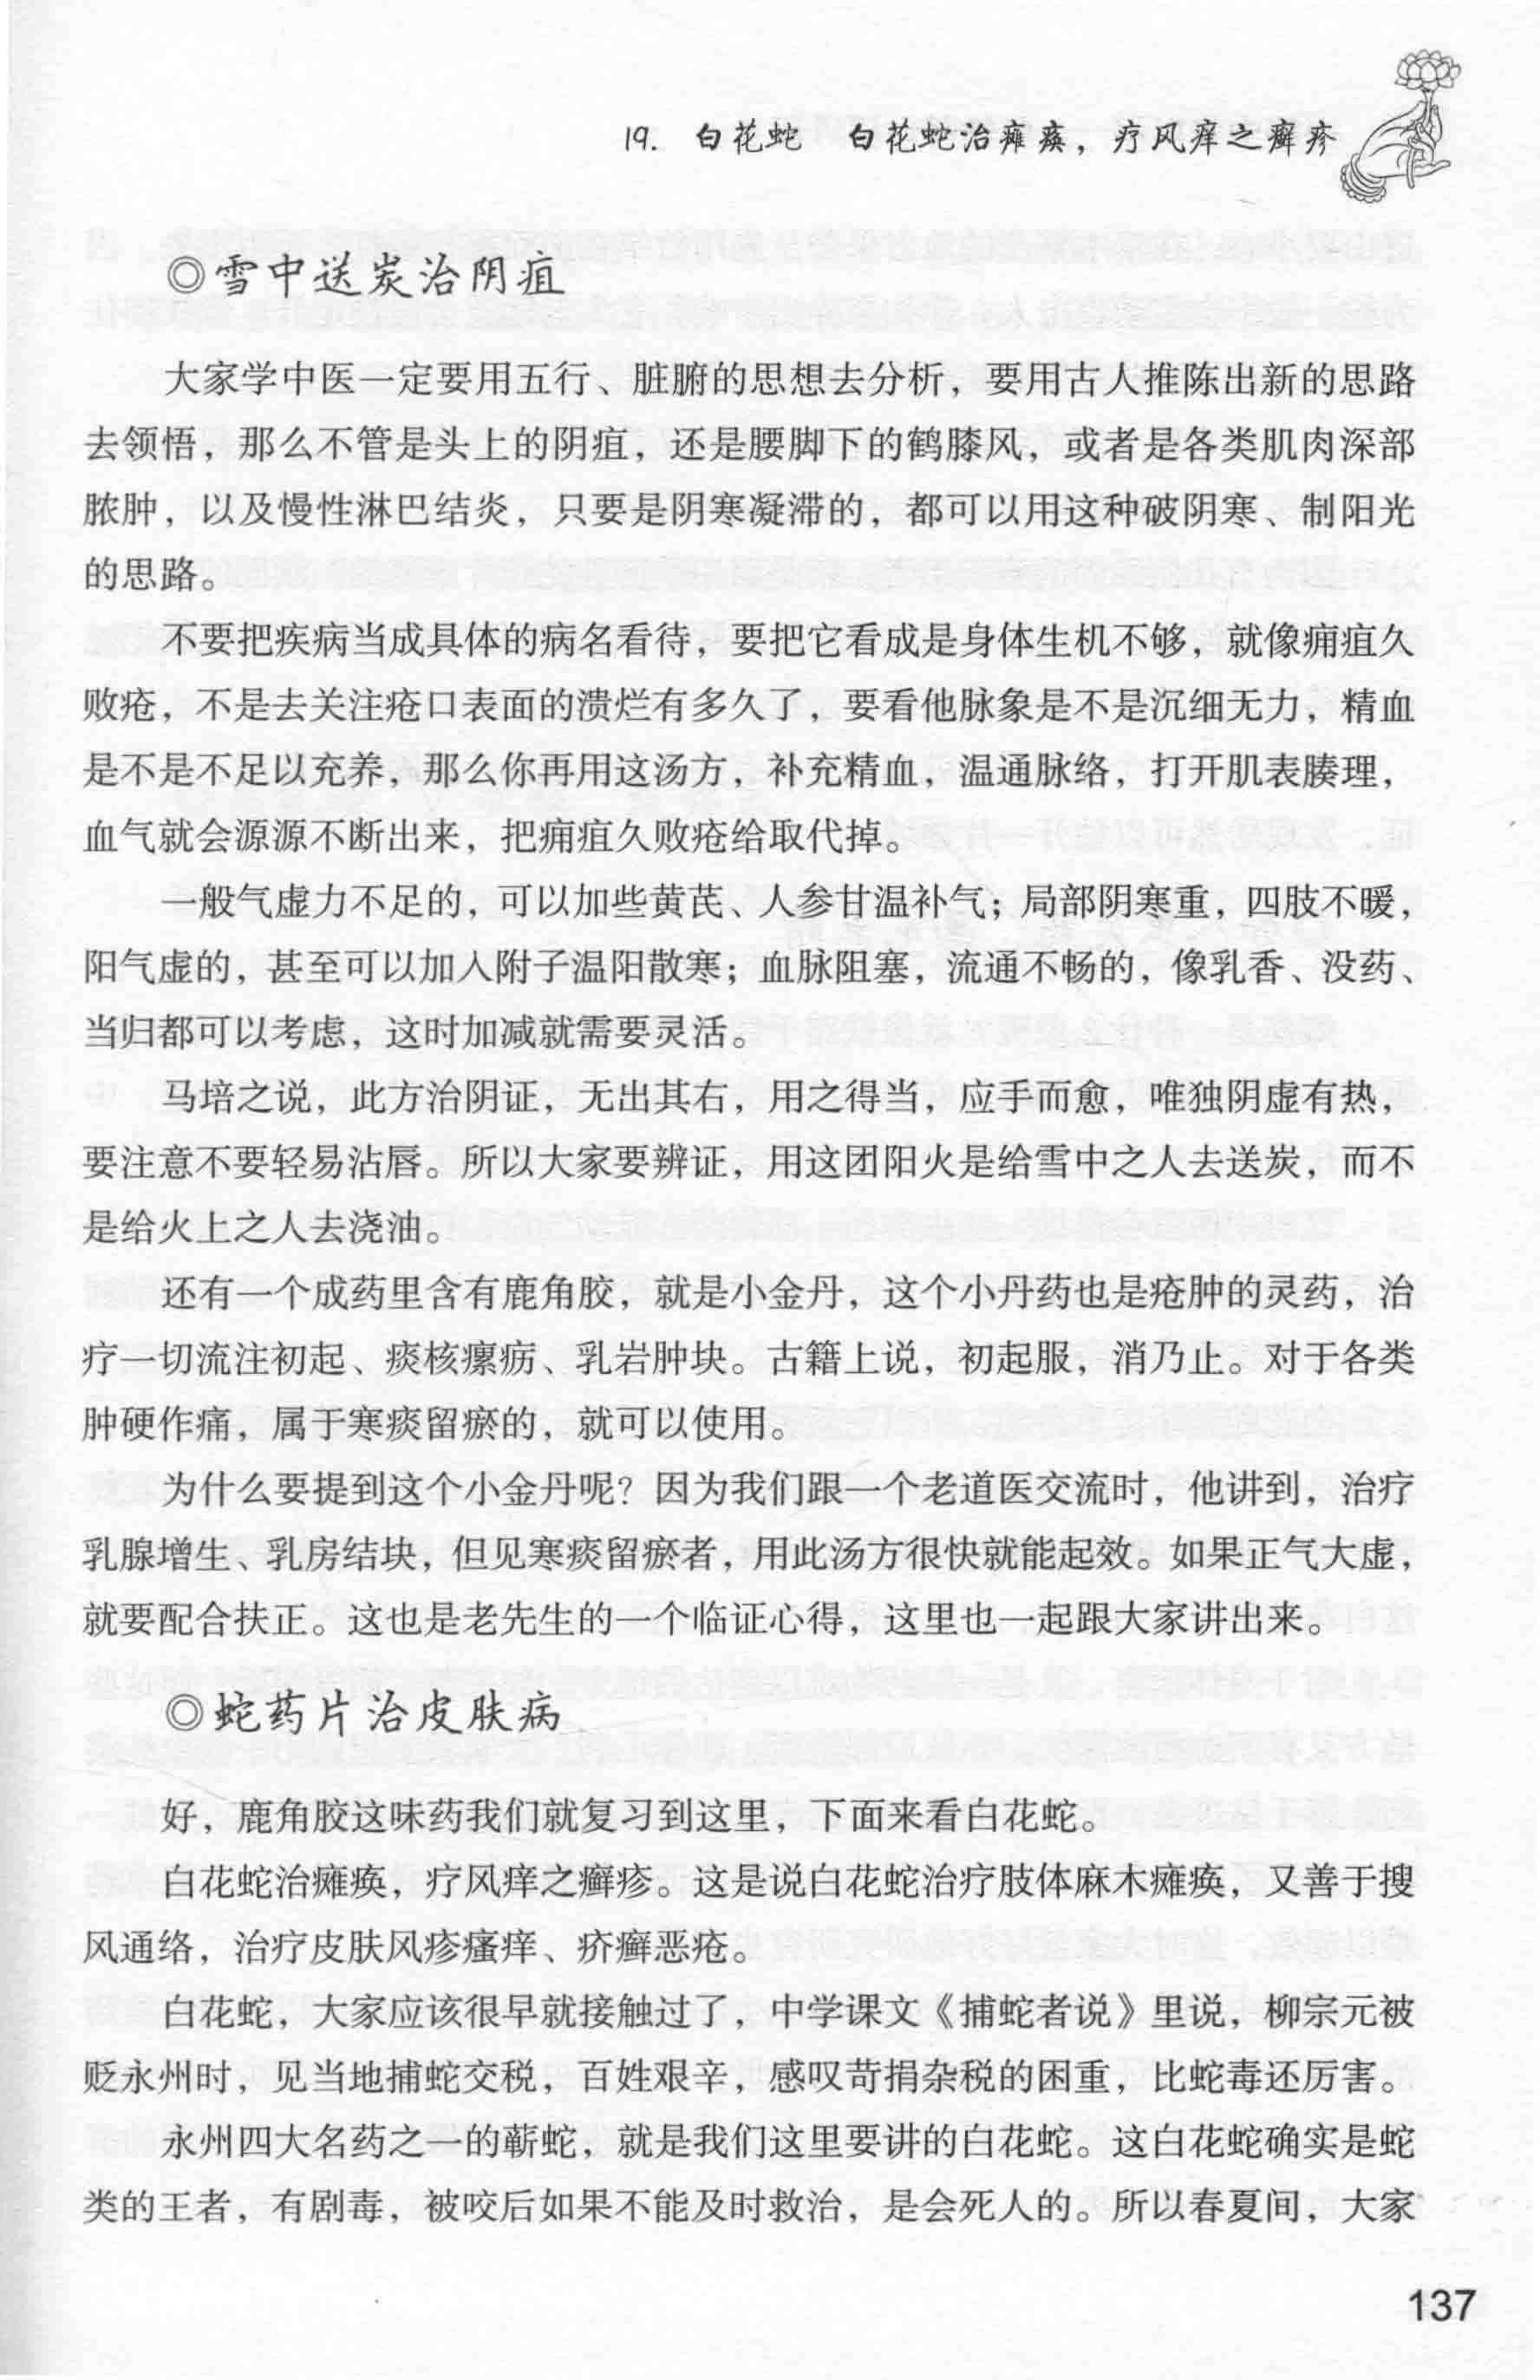 19. 白花蛇 白花蛇治瘫痪，疗风痒之癣疹
◎雪中送炭治阴疽
大家学中医一定要用五行、脏腑的思想去分析，要用古人推陈出新的思路
去领悟，那么不管是头上的阴疽，还是腰脚下的鹤膝风，或者是各类肌肉深部
脓肿，以及慢性淋巴结炎，只要是阴寒凝滞的，都可以用这种破阴寒、制阳光
的思路。
不要把疾病当成具体的病名看待，要把它看成是身体生机不够，就像痈疽久
败疮，不是去关注疮口表面的溃烂有多久了，要看他脉象是不是沉细无力，精血
是不是不足以充养，那么你再用这汤方，补充精血，温通脉络，打开肌表腠理，
血气就会源源不断出来，把痈疽久败疮给取代掉。
一般气虚力不足的，可以加些黄芪、人参甘温补气；局部阴寒重，四肢不暖，
阳气虚的，甚至可以加入附子温阳散寒；血脉阻塞，流通不畅的，像乳香、没药、
当归都可以考虑，这时加减就需要灵活。
马培之说，此方治阴证，无出其右，用之得当，应手而愈，唯独阴虚有热，
要注意不要轻易沾唇。所以大家要辨证，用这团阳火是给雪中之人去送炭，而不
是给火上之人去浇油。
还有一个成药里含有鹿角胶，就是小金丹，这个小丹药也是疮肿的灵药，治
疗一切流注初起、痰核瘰疬、乳岩肿块。古籍上说，初起服，消乃止。对于各类
肿硬作痛，属于寒痰留瘀的，就可以使用。
为什么要提到这个小金丹呢？因为我们跟一个老道医交流时，他讲到，治疗
乳腺增生、乳房结块，但见寒痰留瘀者，用此汤方很快就能起效。如果正气大虚，
就要配合扶正。这也是老先生的一个临证心得，这里也一起跟大家讲出来。
◎蛇药片治皮肤病
好，鹿角胶这味药我们就复习到这里，下面来看白花蛇。
白花蛇治瘫痪，疗风痒之癣疹。这是说白花蛇治疗肢体麻木瘫痪，又善于搜
风通络，治疗皮肤风疹瘙痒、疥癣恶疮。
白花蛇，大家应该很早就接触过了，中学课文《捕蛇者说》里说，柳宗元被
贬永州时，见当地捕蛇交税，百姓艰辛，感叹苛捐杂税的困重，比蛇毒还厉害。
永州四大名药之一的蕲蛇，就是我们这里要讲的白花蛇。这白花蛇确实是蛇
类的王者，有剧毒，被咬后如果不能及时救治，是会死人的。所以春夏间，大家
137